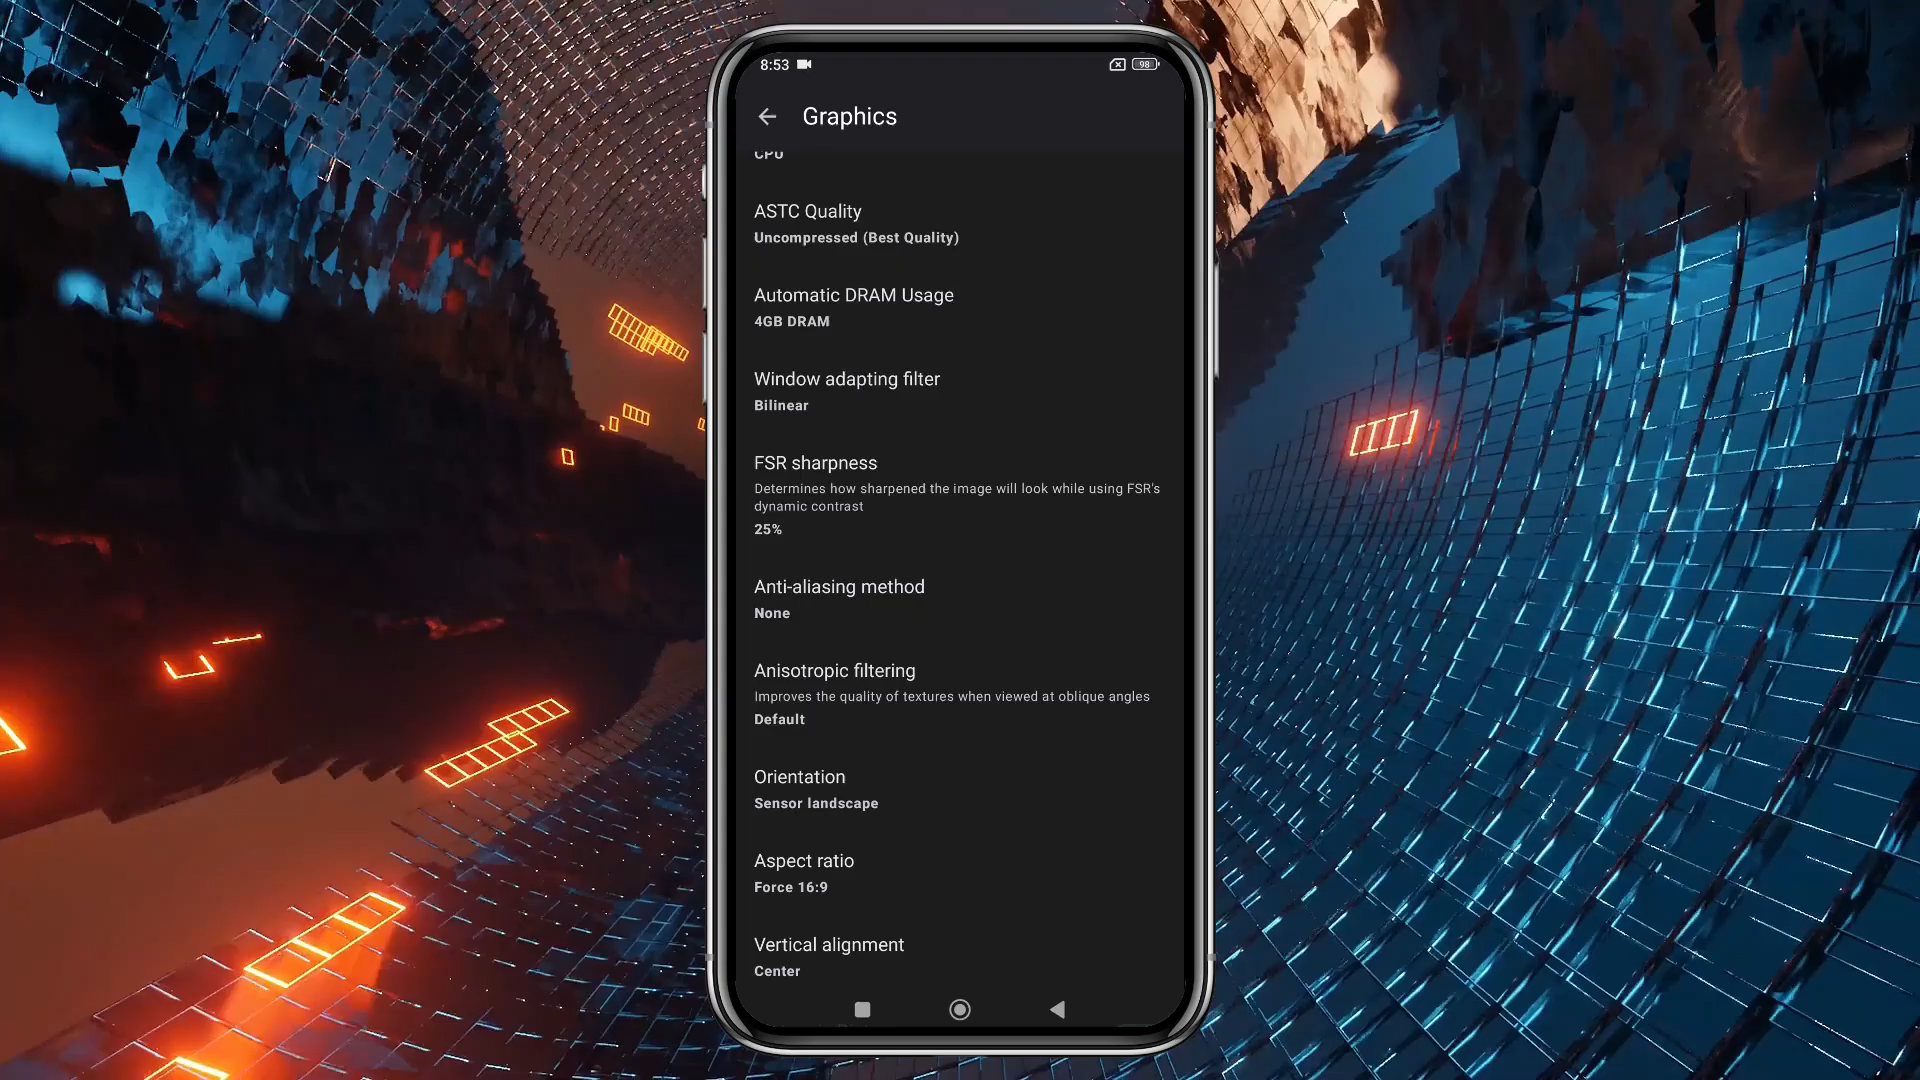 8:53
98
Graphics
CPU
ASTC Quality
Uncompressed (Best Quality)
Automatic DRAM Usage
4GB DRAM
Window adapting filter
Bilinear
FSR sharpness
Determines how sharpened the image will look while using FSR's
dynamic contrast
25%
Anti-aliasing method
None
Anisotropic filtering
Improves the quality of textures when viewed at oblique angles
Default
Orientation
Sensor landscape
Aspect ratio
Force 16:9
Vertical alignment
Center